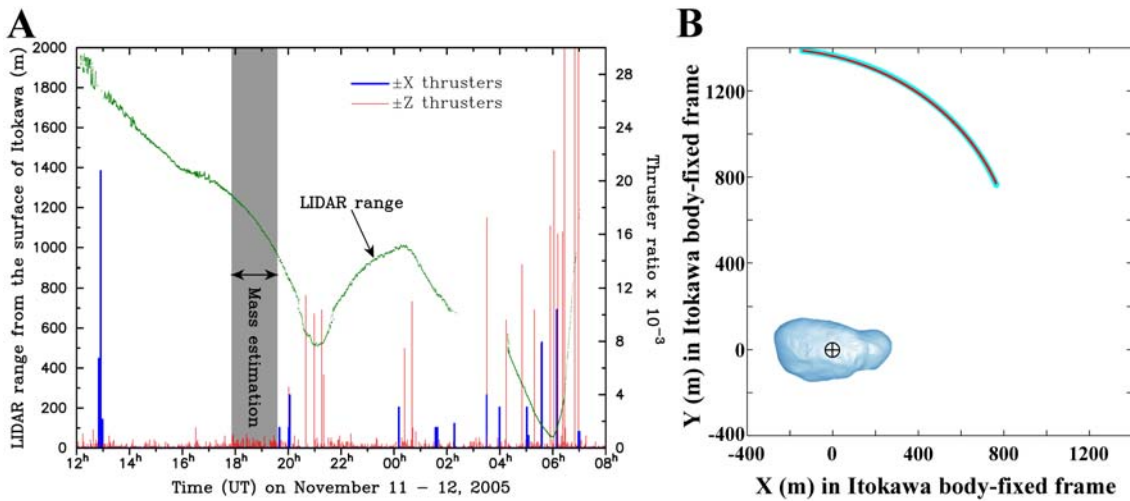 A
LIDAR range from the surface of Itokawa (m)
2000
1800
1600
1400
1200
1000
800
600
400
200
0
±X thrusters
±Z thrusters
LIDAR range
Mass estimation
28
24
20
16
12
8
4
0
Thruster ratio x 10⁻³
12ʰ 14ʰ 16ʰ 18ʰ 20ʰ 22ʰ 00ʰ 02ʰ 04ʰ 06ʰ 08ʰ
Time (UT) on November 11 – 12, 2005
B
Y (m) in Itokawa body-fixed frame
1200
800
400
0
-400
-400 0 400 800 1200
X (m) in Itokawa body-fixed frame